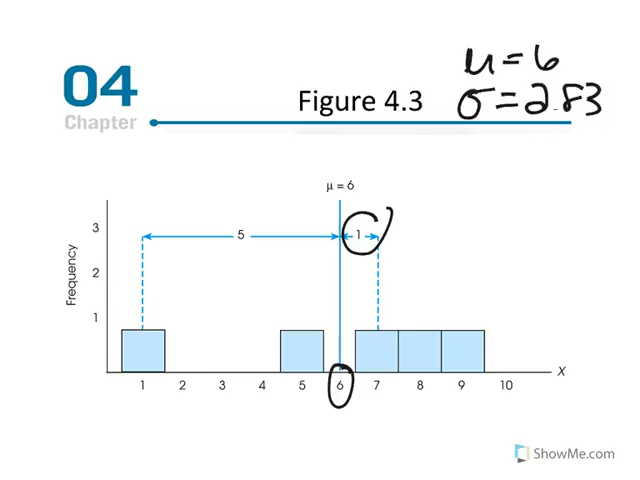 04
Chapter
Figure 4.3
μ = 6
σ = 2.83
μ = 6
5
1
Frequency
3
2
1
1 2 3 4 5 6 7 8 9 10
X
ShowMe.com